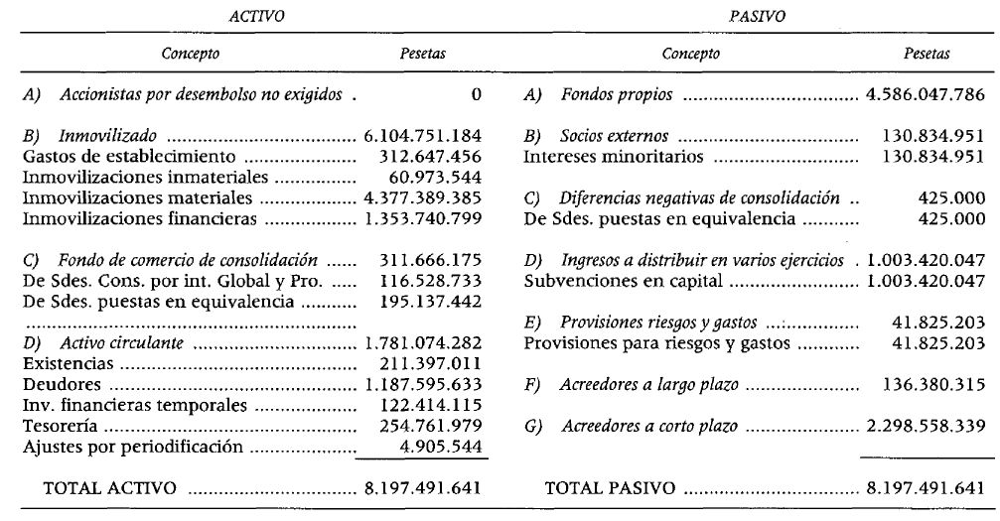 ACTIVO
Concepto Pesetas
A) Accionistas por desembolso no exigidos . 0
B) Inmovilizado .................................... 6.104.751.184
Gastos de establecimiento ...................... 312.647.456
Inmovilizaciones inmateriales ................ 60.973.544
Inmovilizaciones materiales ................... 4.377.389.385
Inmovilizaciones financieras ................... 1.353.740.799
C) Fondo de comercio de consolidación ...... 311.666.175
De Sdes. Cons. por int. Global y Pro. ..... 116.528.733
De Sdes. puestas en equivalencia ........... 195.137.442
................................................................
D) Activo circulante ................................ 1.781.074.282
Existencias .............................................. 211.397.011
Deudores ................................................ 1.187.595.633
Inv. financieras temporales .................... 122.414.115
Tesorería ................................................. 254.761.979
Ajustes por periodificación ..................... 4.905.544
TOTAL ACTIVO ................................. 8.197.491.641
PASIVO
Concepto Pesetas
A) Fondos propios .................................. 4.586.047.786
B) Socios externos ................................... 130.834.951
Intereses minoritarios ............................ 130.834.951
C) Diferencias negativas de consolidación .. 425.000
De Sdes. puestas en equivalencia ........... 425.000
D) Ingresos a distribuir en varios ejercicios . 1.003.420.047
Subvenciones en capital ......................... 1.003.420.047
E) Provisiones riesgos y gastos ...:.............. 41.825.203
Provisiones para riesgos y gastos ............ 41.825.203
F) Acreedores a largo plazo ...................... 136.380.315
G) Acreedores a corto plazo ...................... 2.298.558.339
TOTAL PASIVO .................................. 8.197.491.641